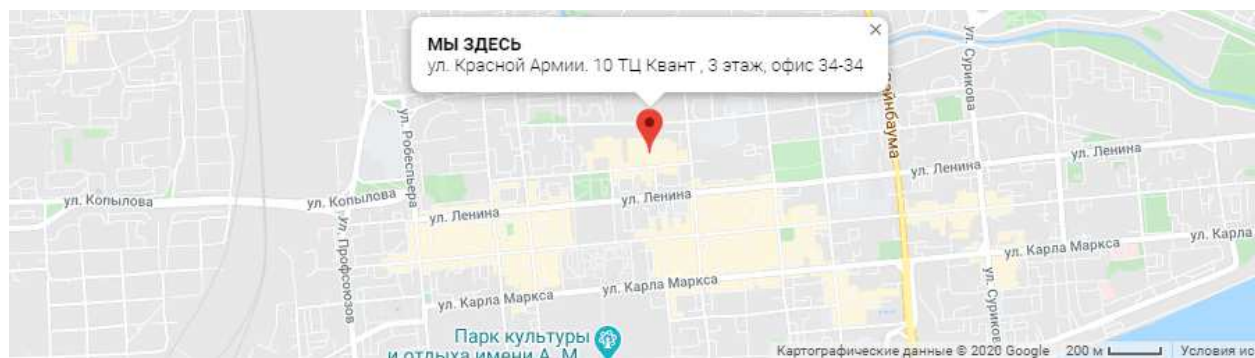 МЫ ЗДЕСЬ
ул. Красной Армии. 10 ТЦ Квант , 3 этаж, офис 34-34
ул. Сурикова
ул. Робеспьера
ул. Ленина
ул. Ленина
ул. Ленина
ул. Ленина
ул. Копылова
ул. Копылова
ул. Профсоюзов
ул. Карла
ул. Карла Маркса
ул. Карла Маркса
ул. Карла Маркса
ул. Сурикова
Парк культуры
и отдыха имени А. М.
Картографические данные © 2020 Google 200 м Условия ис